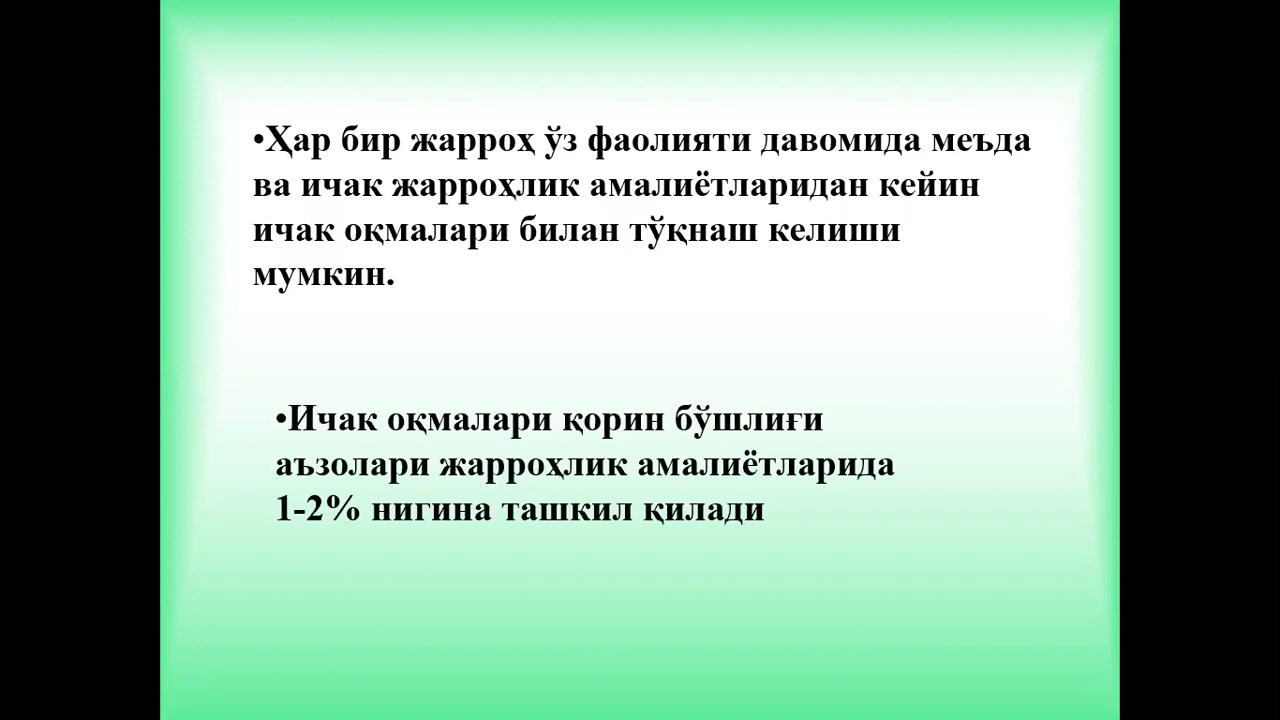 •Ҳар бир жарроҳ ўз фаолияти давомида меъда
ва ичак жарроҳлик амалиётларидан кейин
ичак оқмалари билан тўқнаш келиши
мумкин.
•Ичак оқмалари қорин бўшлиғи
аъзолари жарроҳлик амалиётларида
1-2% нигина ташкил қилади